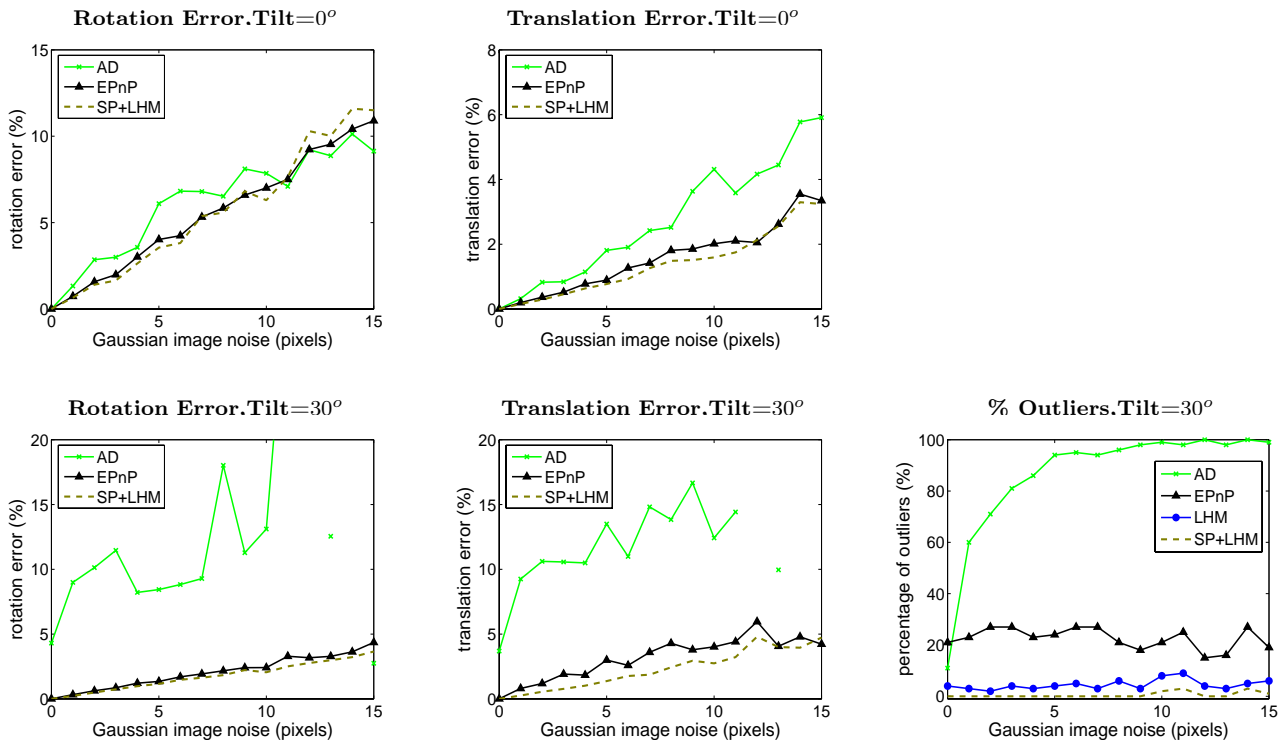 Rotation Error.Tilt=0°
15
10
5
0
0 5 10 15
rotation error (%)
Gaussian image noise (pixels)
AD
EPnP
SP+LHM
Translation Error.Tilt=0°
8
6
4
2
0
0 5 10 15
translation error (%)
Gaussian image noise (pixels)
AD
EPnP
SP+LHM
Rotation Error.Tilt=30°
20
15
10
5
0
0 5 10 15
rotation error (%)
Gaussian image noise (pixels)
AD
EPnP
SP+LHM
Translation Error.Tilt=30°
20
15
10
5
0
0 5 10 15
translation error (%)
Gaussian image noise (pixels)
AD
EPnP
SP+LHM
% Outliers.Tilt=30°
100
80
60
40
20
0
0 5 10 15
percentage of outliers (%)
Gaussian image noise (pixels)
AD
EPnP
LHM
SP+LHM